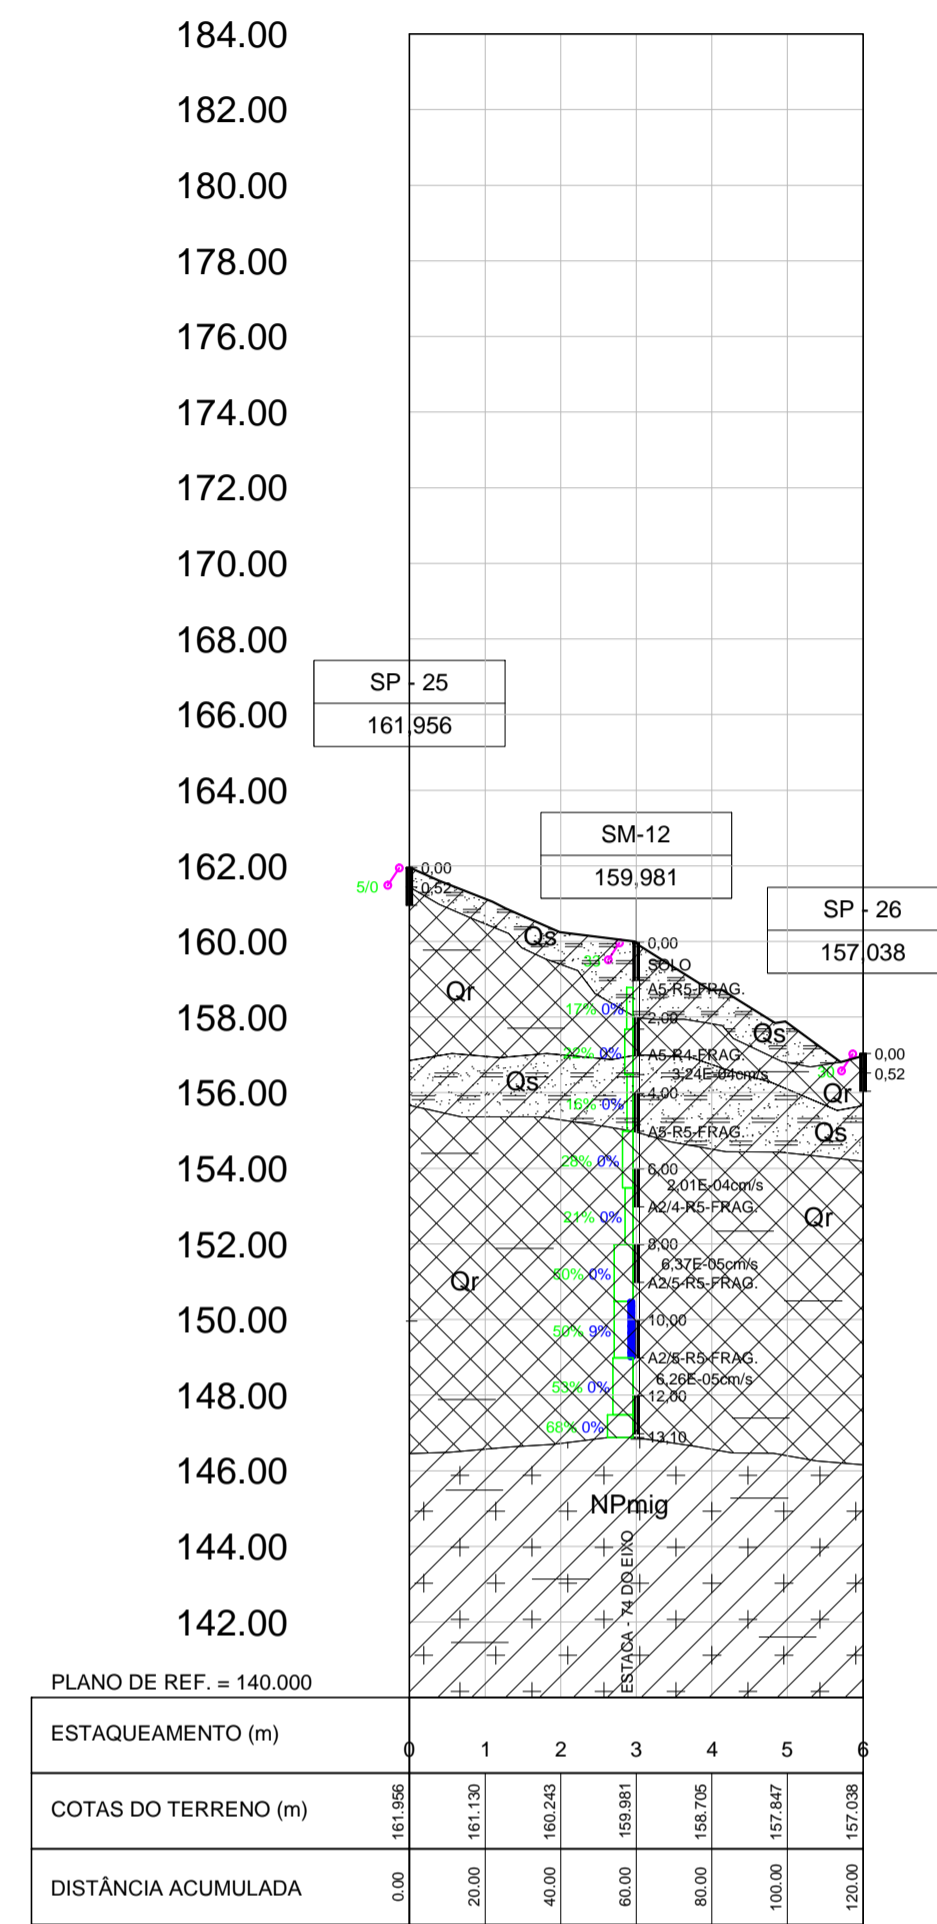 184.00
182.00
180.00
178.00
176.00
174.00
172.00
170.00
168.00
SP - 25
166.00
161,956
164.00
SM-12
162.00
0,00
159,981
5/0
0,52
SP - 26
160.00
Qs
0,00
157,038
SOLO
Qr
A5-R5-FRAG.
158.00
17% 0%
2,00
Qs
22% 0%
A5-R4-FRAG.
0,00
Qs
3,24E-04cm/s
30
0,52
156.00
16% 0%
4,00
Qr
A5-R5-FRAG.
Qs
154.00
28% 0%
6,00
2,01E-04cm/s
21% 0%
A2/4-R5-FRAG.
Qr
152.00
8,00
6,37E-05cm/s
Qr
50% 0%
A2/5-R5-FRAG.
150.00
10,00
50% 9%
A2/5-R5-FRAG.
6,26E-05cm/s
53% 0%
148.00
12,00
68% 0%
13,10
146.00
NPmig
144.00
ESTACA - 74 DO EIXO
142.00
PLANO DE REF. = 140.000
ESTAQUEAMENTO (m) 0 1 2 3 4 5 6
COTAS DO TERRENO (m) 161.956 161.130 160.243 159.981 158.705 157.847 157.038
DISTÂNCIA ACUMULADA 0.00 20.00 40.00 60.00 80.00 100.00 120.00